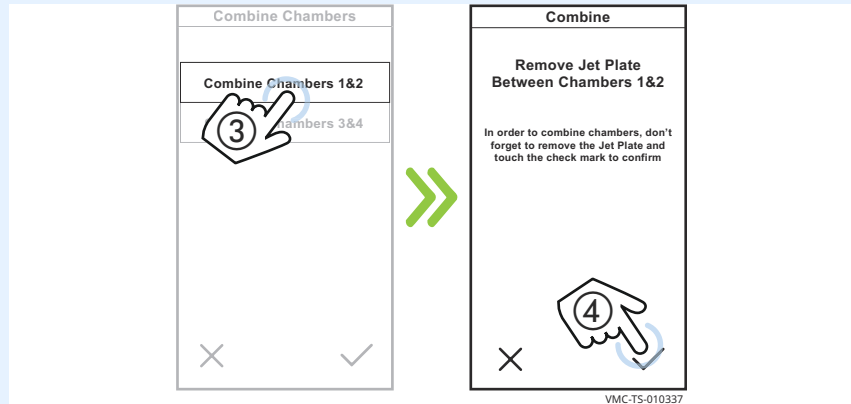 Combine Chambers
Combine Chambers 1&2
hambers 3&4
3
Combine
Remove Jet Plate
Between Chambers 1&2
In order to combine chambers, don't
forget to remove the Jet Plate and
touch the check mark to confirm
4
VMC-TS-010337